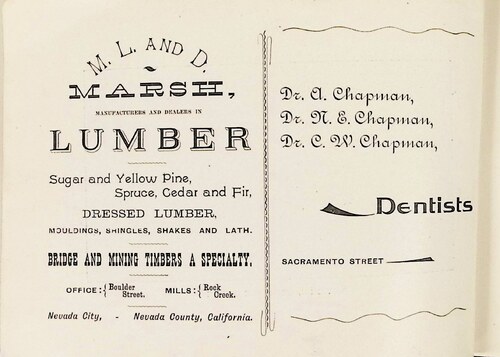 M. L. AND D.
MARSH,
MANUFACTURERS AND DEALERS IN
LUMBER
Sugar and Yellow Pine,
Spruce, Cedar and Fir,
DRESSED LUMBER,
MOULDINGS, SHINGLES, SHAKES AND LATH.
BRIDGE AND MINING TIMBERS A SPECIALTY.
OFFICE: { Boulder Street. MILLS: { Rock Creek.
Nevada City, - Nevada County, California.
Dr. A. Chapman,
Dr. N. E. Chapman,
Dr. C. W. Chapman,
Dentists
SACRAMENTO STREET